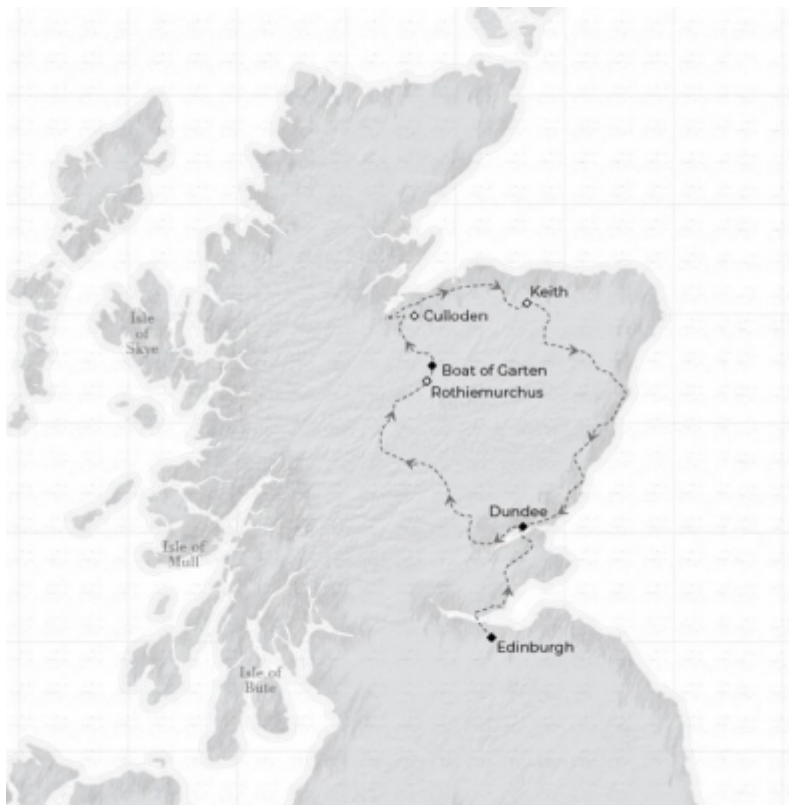 Keith
Culloden
Isle
of
Skye
Boat of Garten
Rothiemurchus
Dundee
Isle of
Mull
Edinburgh
Isle of
Bute